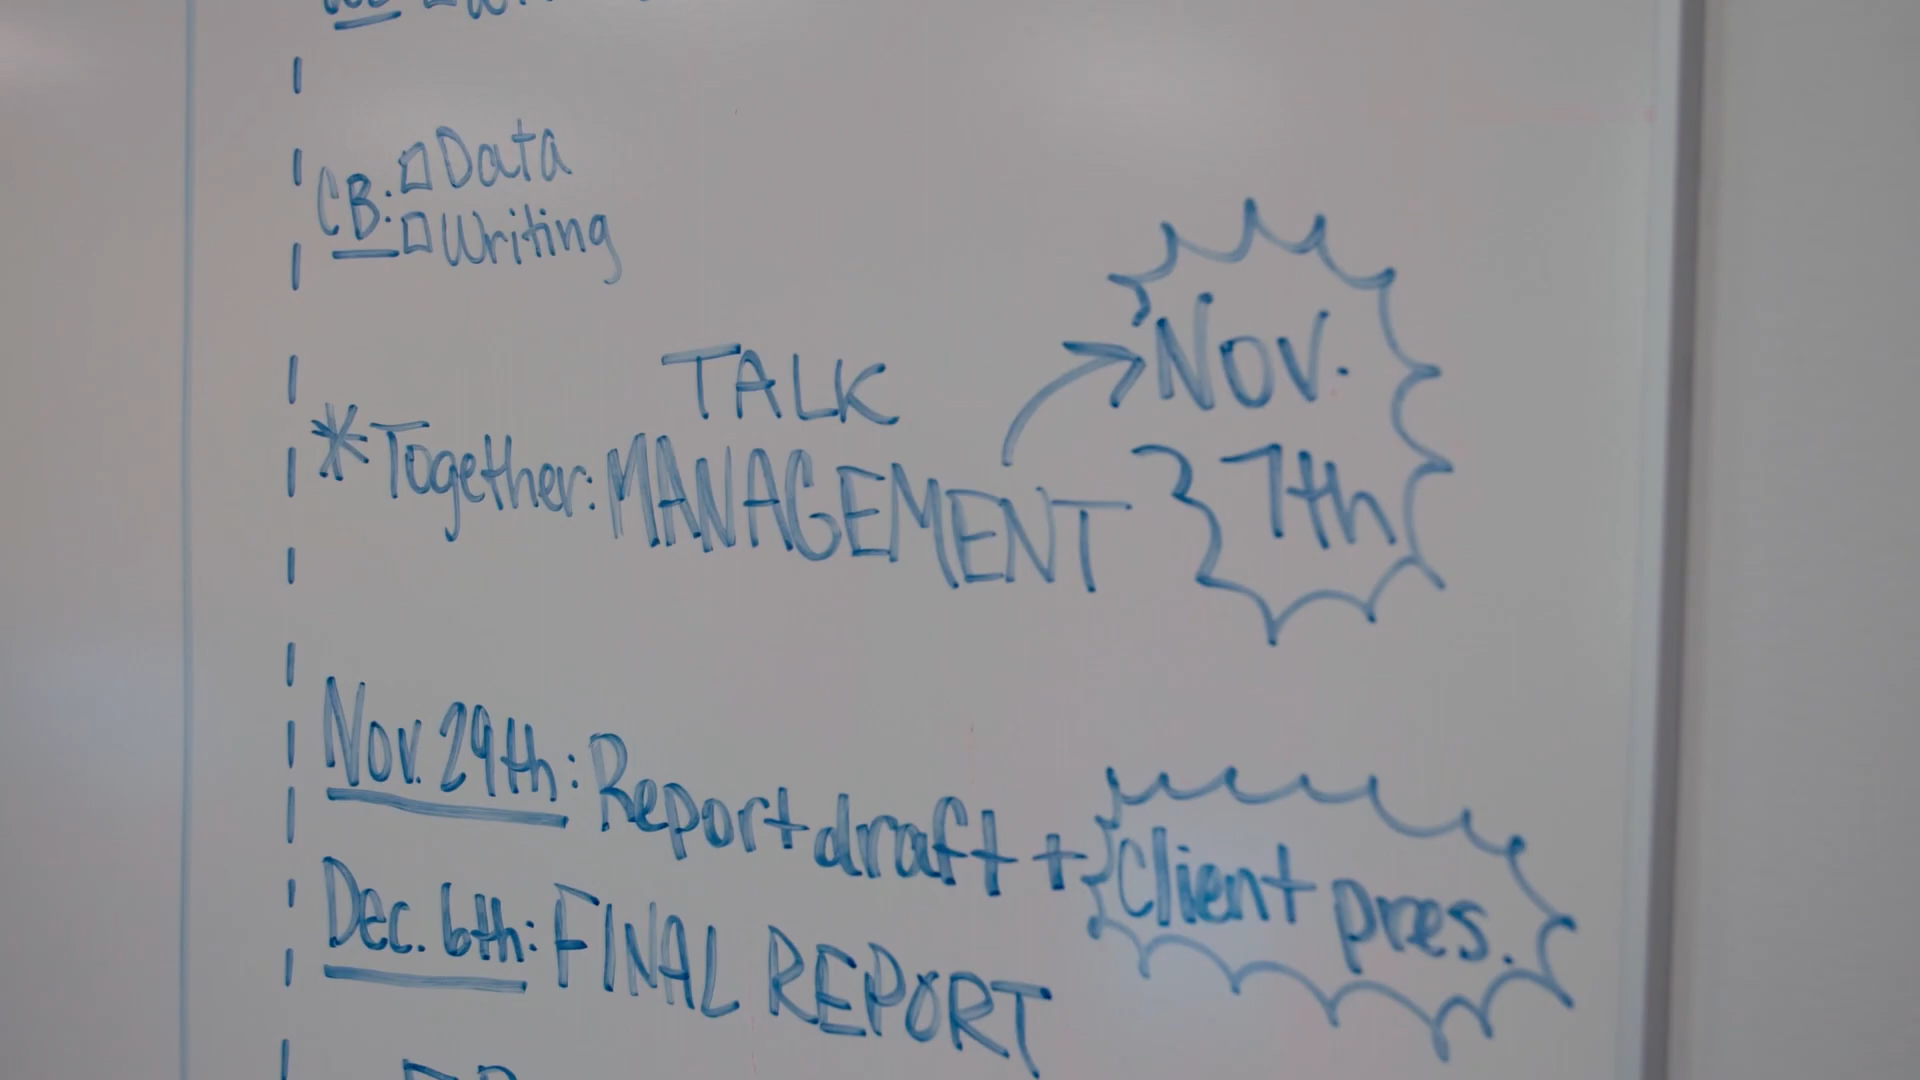 CB: □ Data
□ Writing
TALK
*Together: MANAGEMENT
Nov.
7th
Nov. 29th: Report draft + Client pres.
Dec. 6th: FINAL REPORT